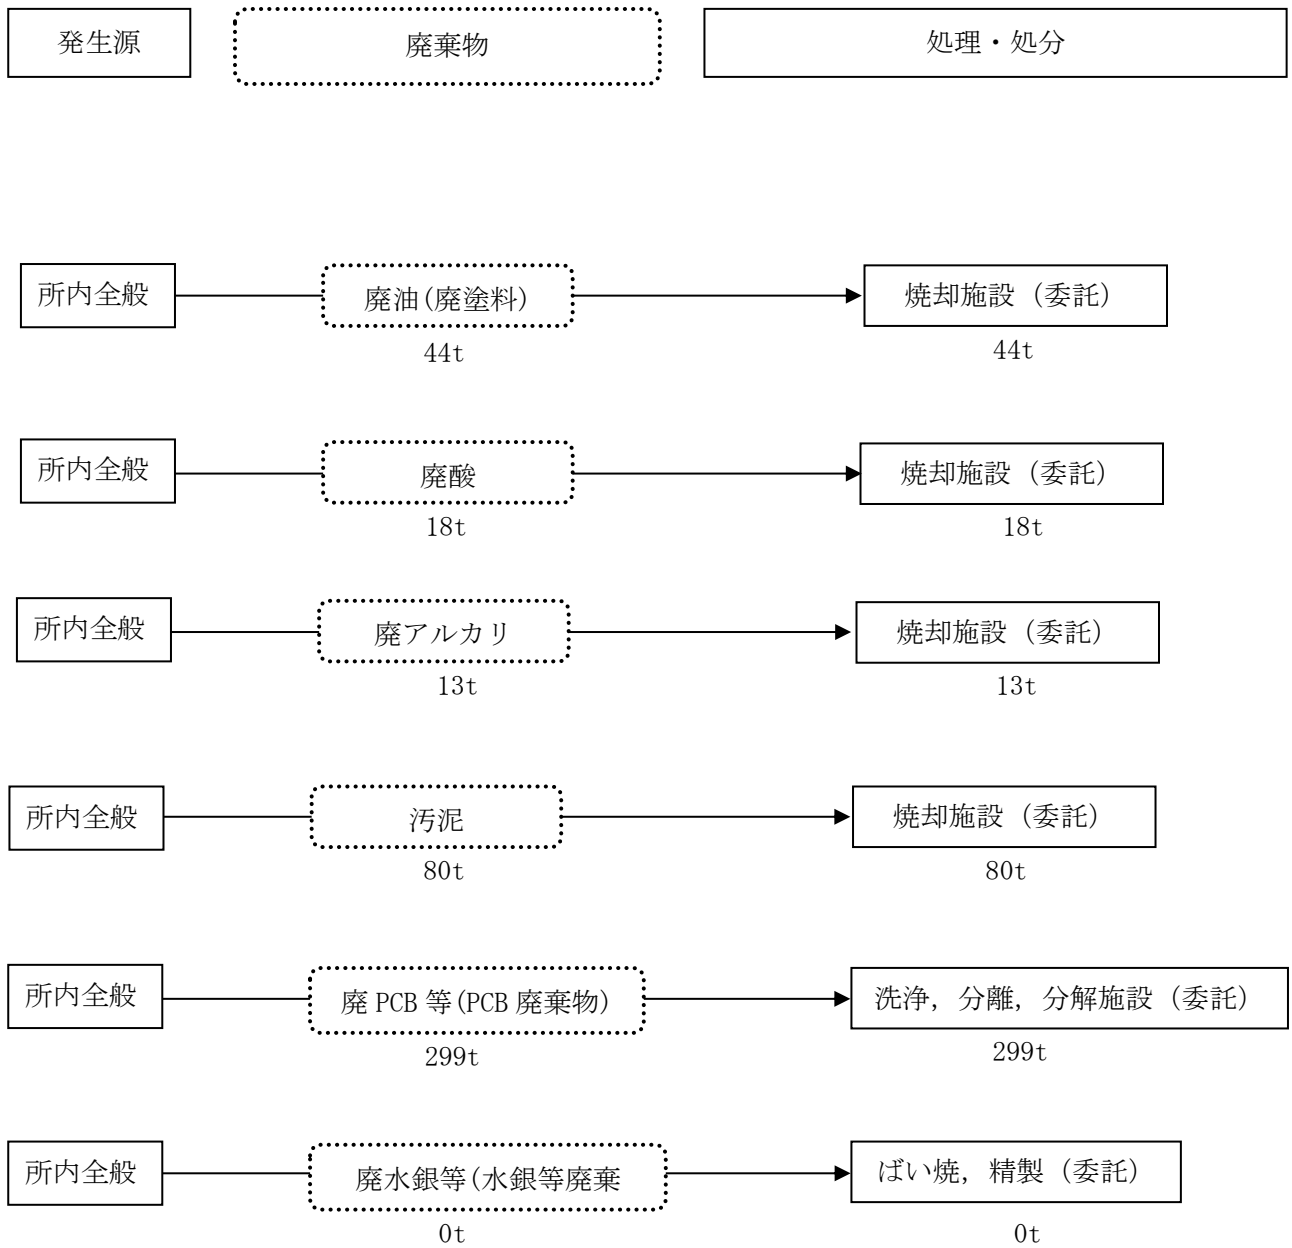 発生源
廃棄物
処理・処分
所内全般
廃油(廃塗料)
焼却施設（委託）
44t
44t
所内全般
廃酸
焼却施設（委託）
18t
18t
所内全般
廃アルカリ
焼却施設（委託）
13t
13t
所内全般
汚泥
焼却施設（委託）
80t
80t
所内全般
廃 PCB 等(PCB 廃棄物)
洗浄，分離，分解施設（委託）
299t
299t
所内全般
廃水銀等(水銀等廃棄
ばい焼，精製（委託）
0t
0t